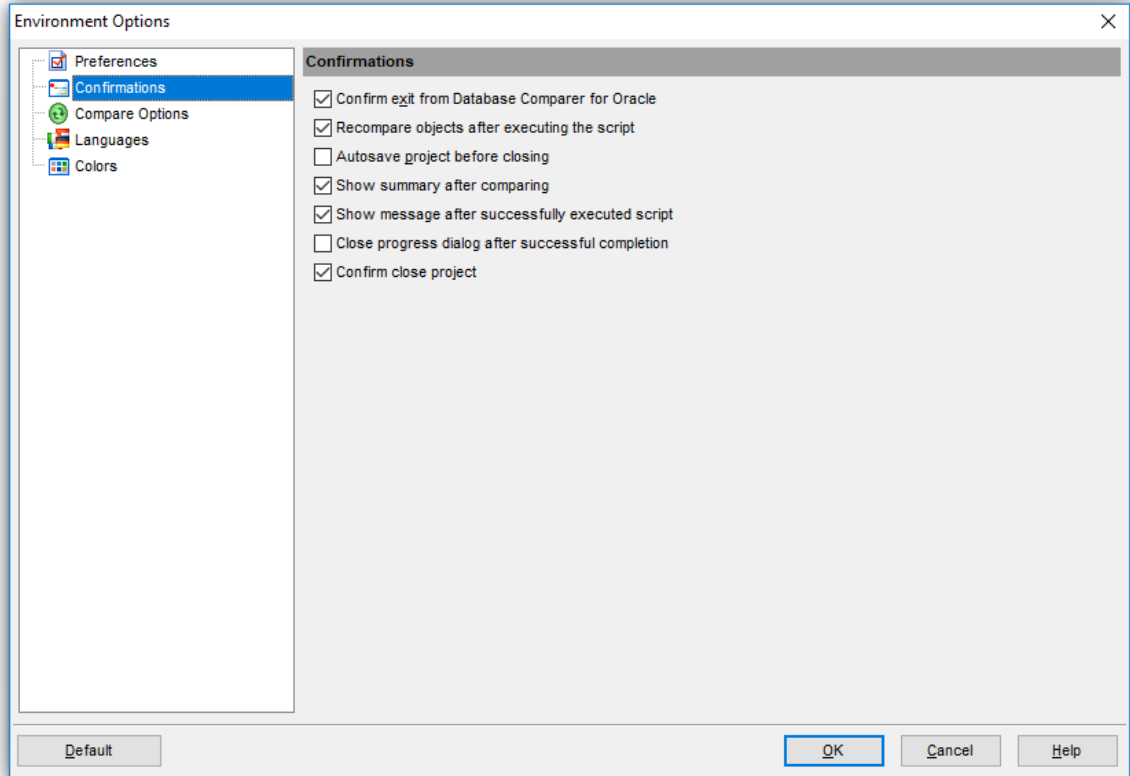 Environment Options
Preferences
Confirmations
Compare Options
Languages
Colors
Confirmations
Confirm exit from Database Comparer for Oracle
Recompare objects after executing the script
Autosave project before closing
Show summary after comparing
Show message after successfully executed script
Close progress dialog after successful completion
Confirm close project
Default
OK
Cancel
Help